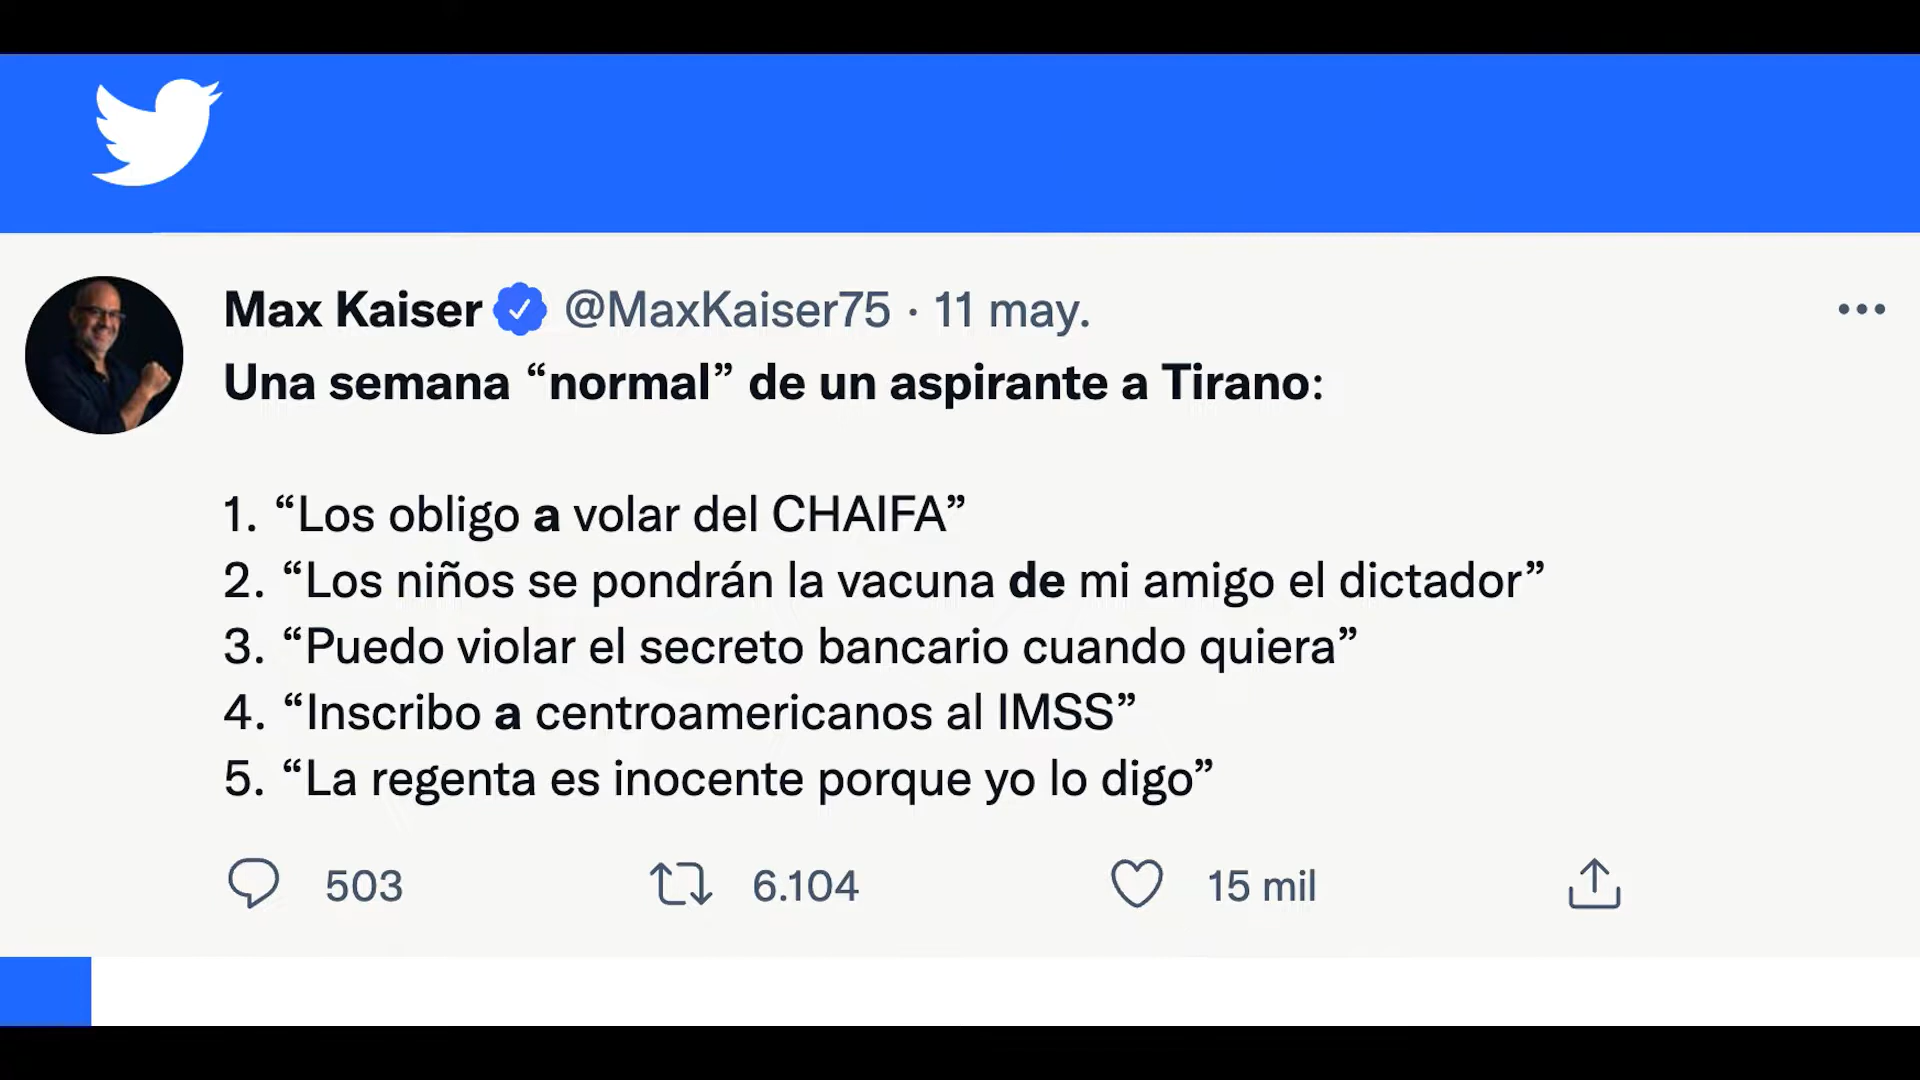 Max Kaiser @MaxKaiser75 · 11 may.
Una semana “normal” de un aspirante a Tirano:
1. “Los obligo a volar del CHAIFA”
2. “Los niños se pondrán la vacuna de mi amigo el dictador”
3. “Puedo violar el secreto bancario cuando quiera”
4. “Inscribo a centroamericanos al IMSS”
5. “La regenta es inocente porque yo lo digo”
503 6.104 15 mil